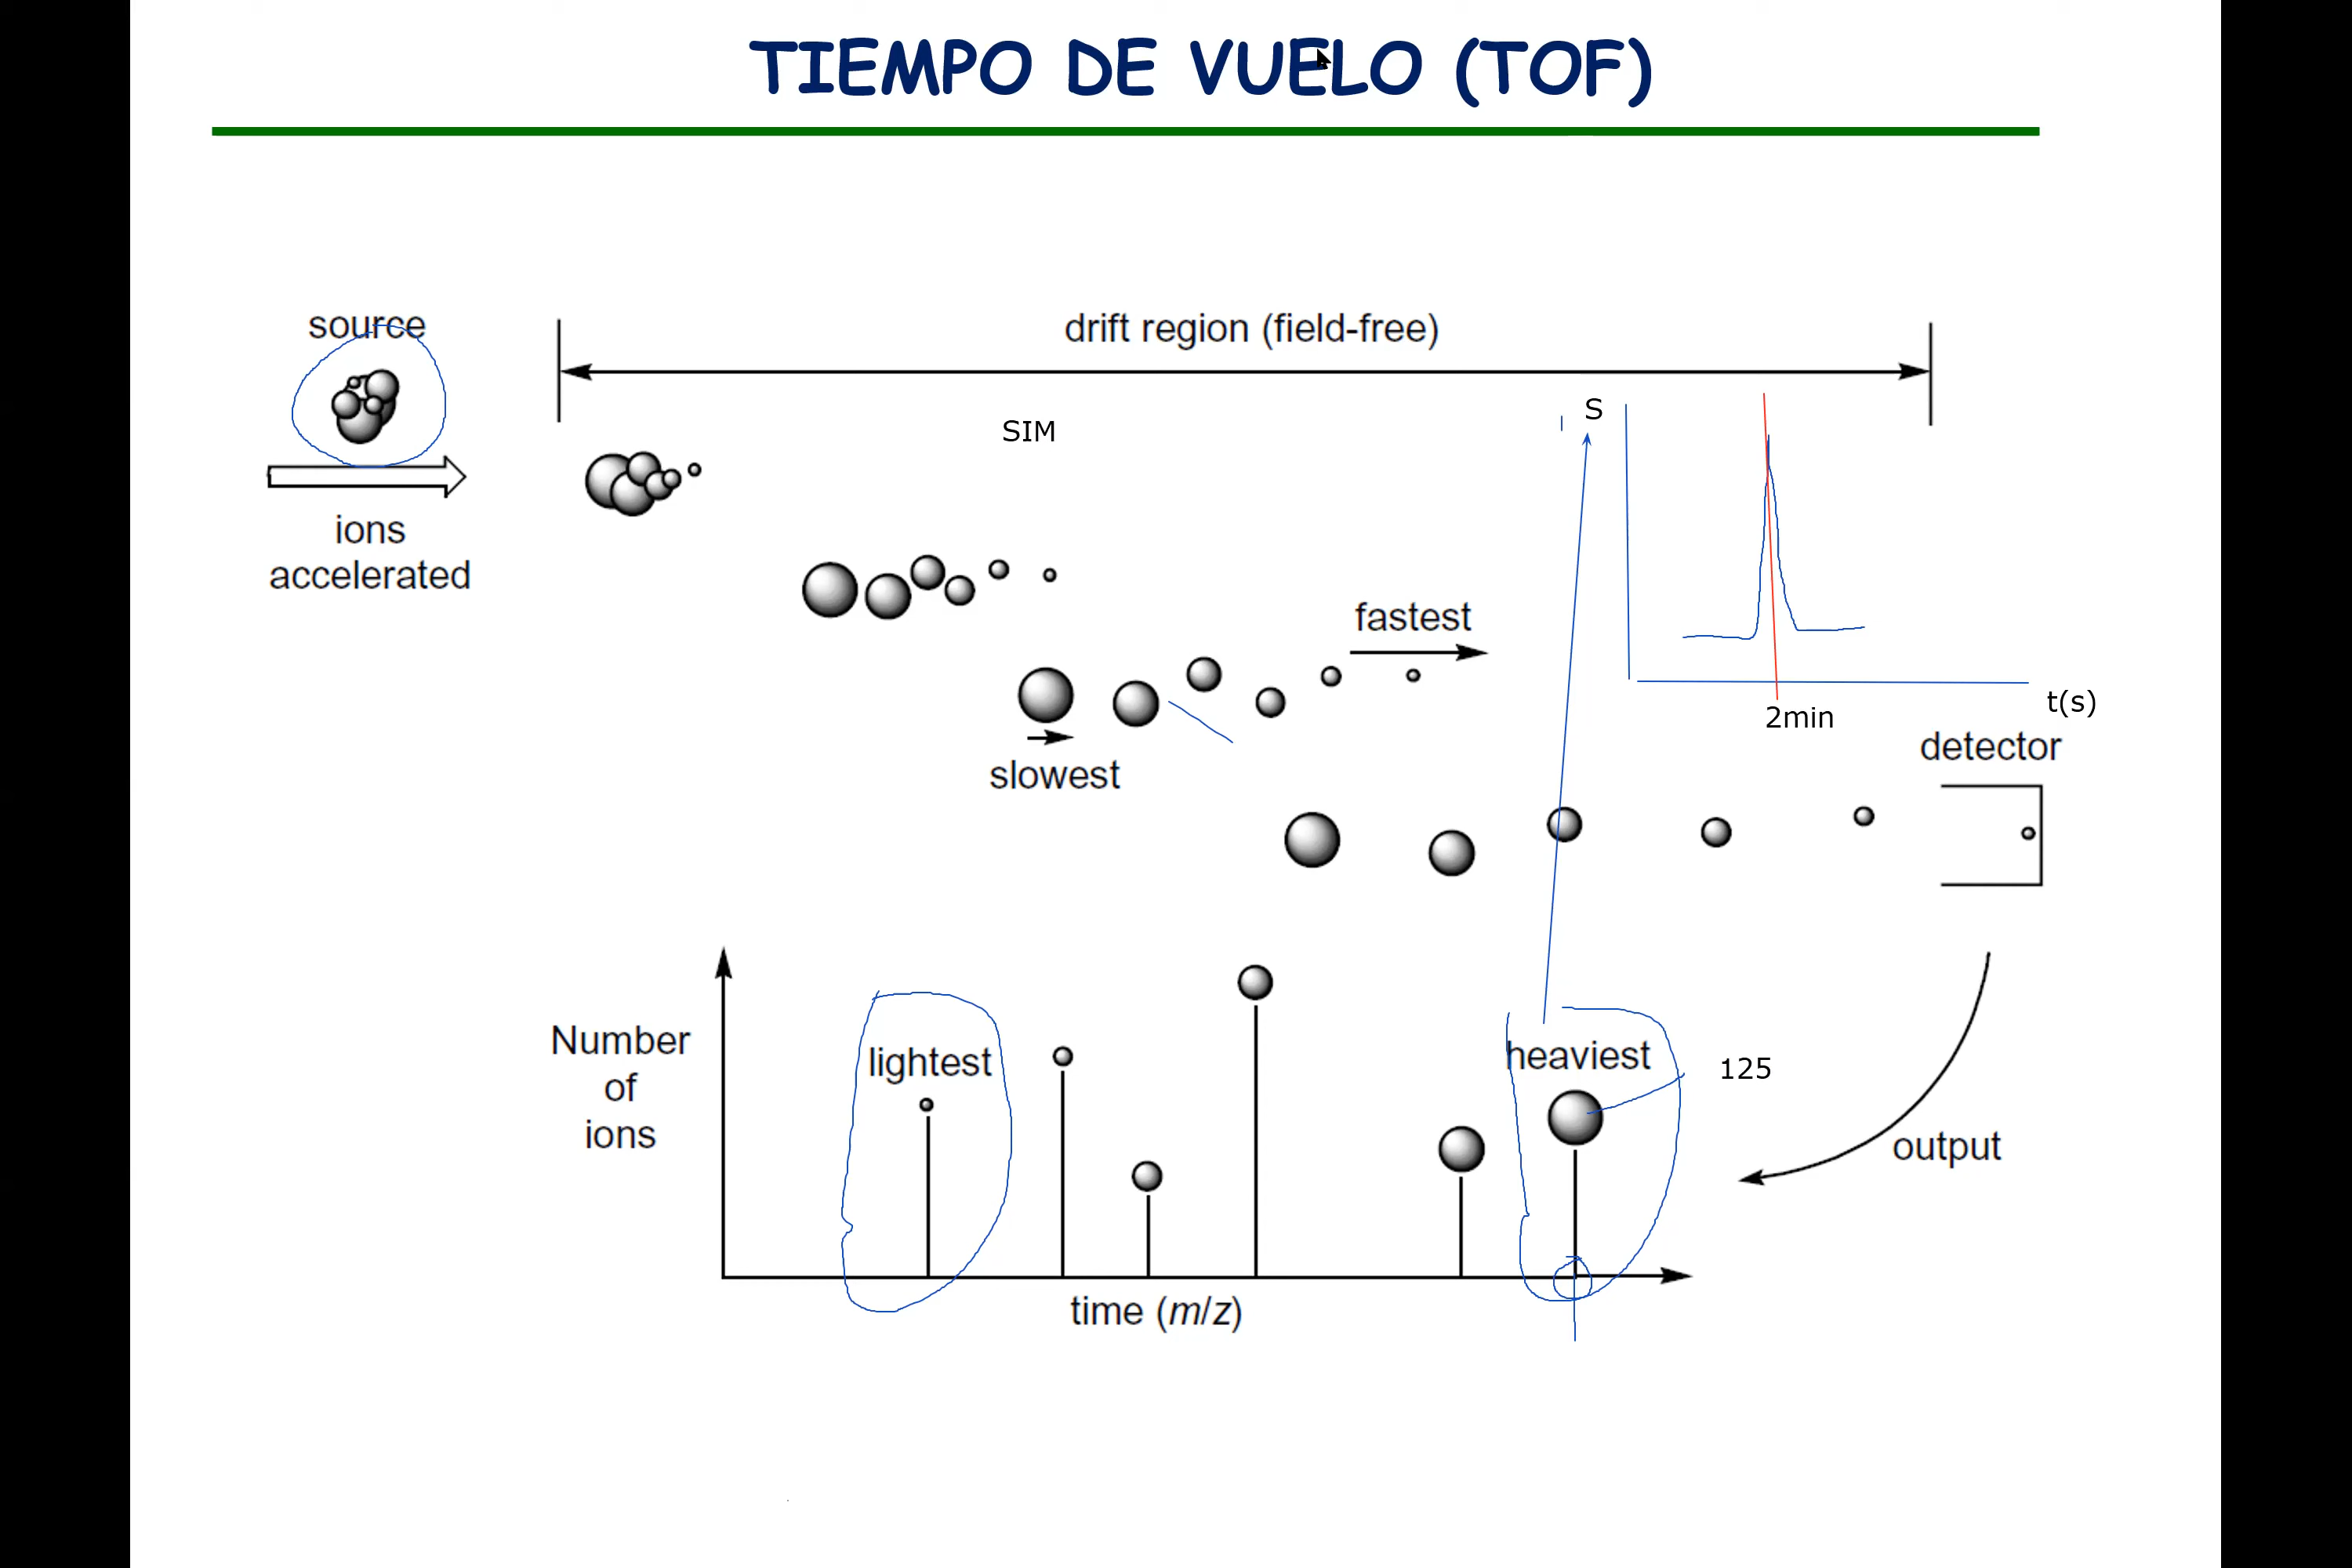 TIEMPO DE VUELO (TOF)
source
drift region (field-free)
SIM
S
ions
accelerated
fastest
t(s)
2min
slowest
detector
Number
of
ions
lightest
heaviest
125
output
time (m/z)